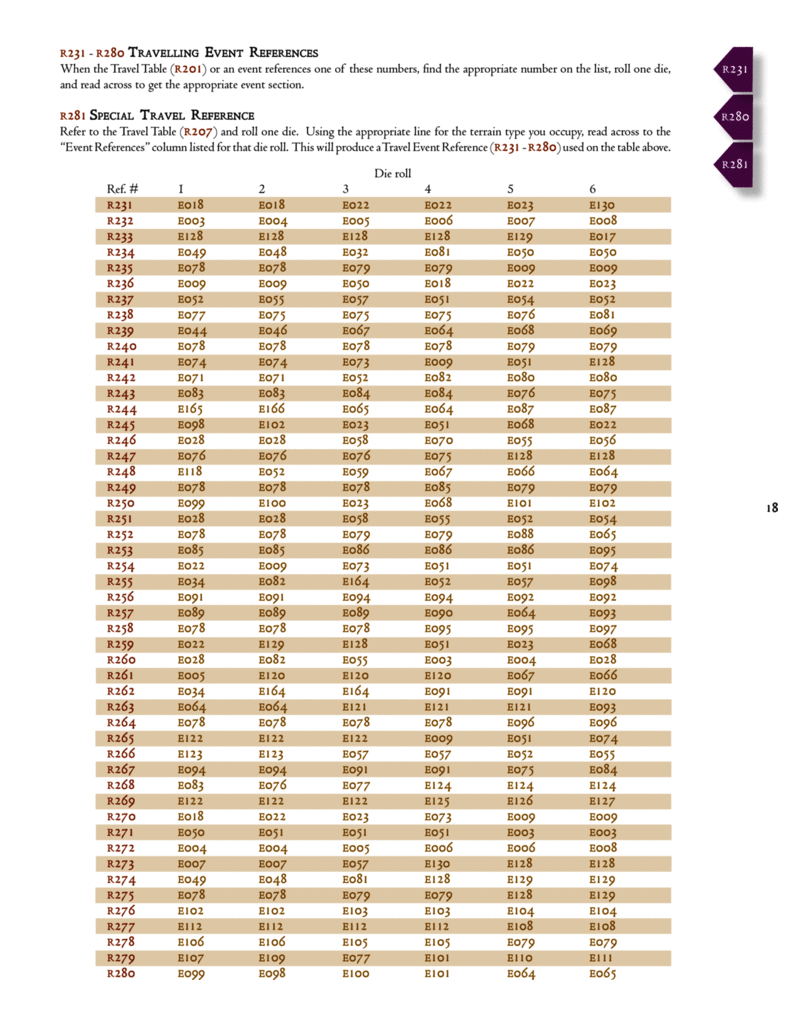 R231 - R280 Travelling Event References
When the Travel Table (R201) or an event references one of these numbers, find the appropriate number on the list, roll one die,
and read across to get the appropriate event section.
R281 Special Travel Reference
Refer to the Travel Table (R207) and roll one die. Using the appropriate line for the terrain type you occupy, read across to the
“Event References” column listed for that die roll. This will produce a Travel Event Reference (R231 - R280) used on the table above.
R231
R280
R281
Die roll
Ref. # 1 2 3 4 5 6
R231 E018 E018 E022 E022 E023 E130
R232 E003 E004 E005 E006 E007 E008
R233 E128 E128 E128 E128 E129 E017
R234 E049 E048 E032 E081 E050 E050
R235 E078 E078 E079 E079 E009 E009
R236 E009 E009 E050 E018 E022 E023
R237 E052 E055 E057 E051 E054 E052
R238 E077 E075 E075 E075 E076 E081
R239 E044 E046 E067 E064 E068 E069
R240 E078 E078 E078 E078 E079 E079
R241 E074 E074 E073 E009 E051 E128
R242 E071 E071 E052 E082 E080 E080
R243 E083 E083 E084 E084 E076 E075
R244 E165 E166 E065 E064 E087 E087
R245 E098 E102 E023 E051 E068 E022
R246 E028 E028 E058 E070 E055 E056
R247 E076 E076 E076 E075 E128 E128
R248 E118 E052 E059 E067 E066 E064
R249 E078 E078 E078 E085 E079 E079
R250 E099 E100 E023 E068 E101 E102
R251 E028 E028 E058 E055 E052 E054
R252 E078 E078 E079 E079 E088 E065
R253 E085 E085 E086 E086 E086 E095
R254 E022 E009 E073 E051 E051 E074
R255 E034 E082 E164 E052 E057 E098
R256 E091 E091 E094 E094 E092 E092
R257 E089 E089 E089 E090 E064 E093
R258 E078 E078 E078 E095 E095 E097
R259 E022 E129 E128 E051 E023 E068
R260 E028 E082 E055 E003 E004 E028
R261 E005 E120 E120 E120 E067 E066
R262 E034 E164 E164 E091 E091 E120
R263 E064 E064 E121 E121 E121 E093
R264 E078 E078 E078 E078 E096 E096
R265 E122 E122 E122 E009 E051 E074
R266 E123 E123 E057 E057 E052 E055
R267 E094 E094 E091 E091 E075 E084
R268 E083 E076 E077 E124 E124 E124
R269 E122 E122 E122 E125 E126 E127
R270 E018 E022 E023 E073 E009 E009
R271 E050 E051 E051 E051 E003 E003
R272 E004 E004 E005 E006 E006 E008
R273 E007 E007 E057 E130 E128 E128
R274 E049 E048 E081 E128 E129 E129
R275 E078 E078 E079 E079 E128 E129
R276 E102 E102 E103 E103 E104 E104
R277 E112 E112 E112 E112 E108 E108
R278 E106 E106 E105 E105 E079 E079
R279 E107 E109 E077 E101 E110 E111
R280 E099 E098 E100 E101 E064 E065
18